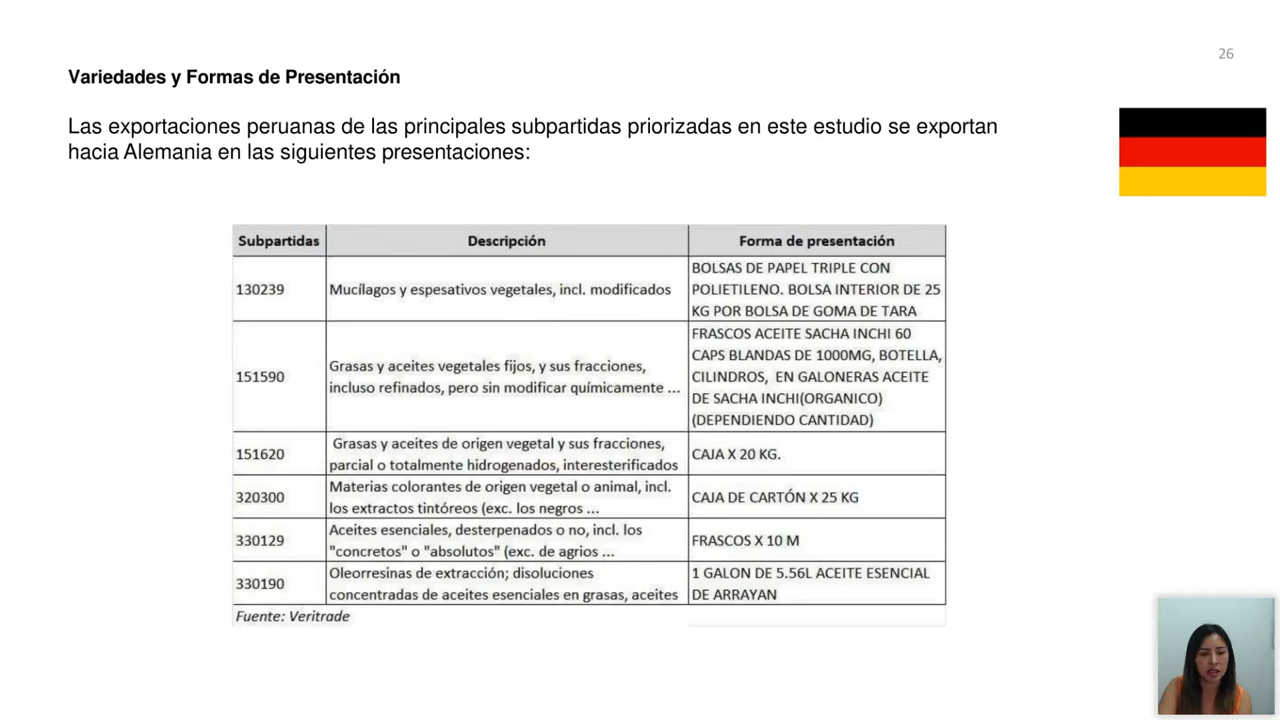 26
Variedades y Formas de Presentación
Las exportaciones peruanas de las principales subpartidas priorizadas en este estudio se exportan
hacia Alemania en las siguientes presentaciones:
Subpartidas Descripción Forma de presentación
130239 Mucílagos y espesativos vegetales, incl. modificados
BOLSAS DE PAPEL TRIPLE CON
POLIETILENO. BOLSA INTERIOR DE 25
KG POR BOLSA DE GOMA DE TARA
151590
Grasas y aceites vegetales fijos, y sus fracciones,
incluso refinados, pero sin modificar químicamente ...
FRASCOS ACEITE SACHA INCHI 60
CAPS BLANDAS DE 1000MG, BOTELLA,
CILINDROS, EN GALONERAS ACEITE
DE SACHA INCHI(ORGANICO)
(DEPENDIENDO CANTIDAD)
151620
Grasas y aceites de origen vegetal y sus fracciones,
parcial o totalmente hidrogenados, interesterificados
CAJA X 20 KG.
320300
Materias colorantes de origen vegetal o animal, incl.
los extractos tintóreos (exc. los negros ...
CAJA DE CARTÓN X 25 KG
330129
Aceites esenciales, desterpenados o no, incl. los
"concretos" o "absolutos" (exc. de agrios ...
FRASCOS X 10 M
330190
Oleorresinas de extracción; disoluciones
concentradas de aceites esenciales en grasas, aceites
1 GALON DE 5.56L ACEITE ESENCIAL
DE ARRAYAN
Fuente: Veritrade